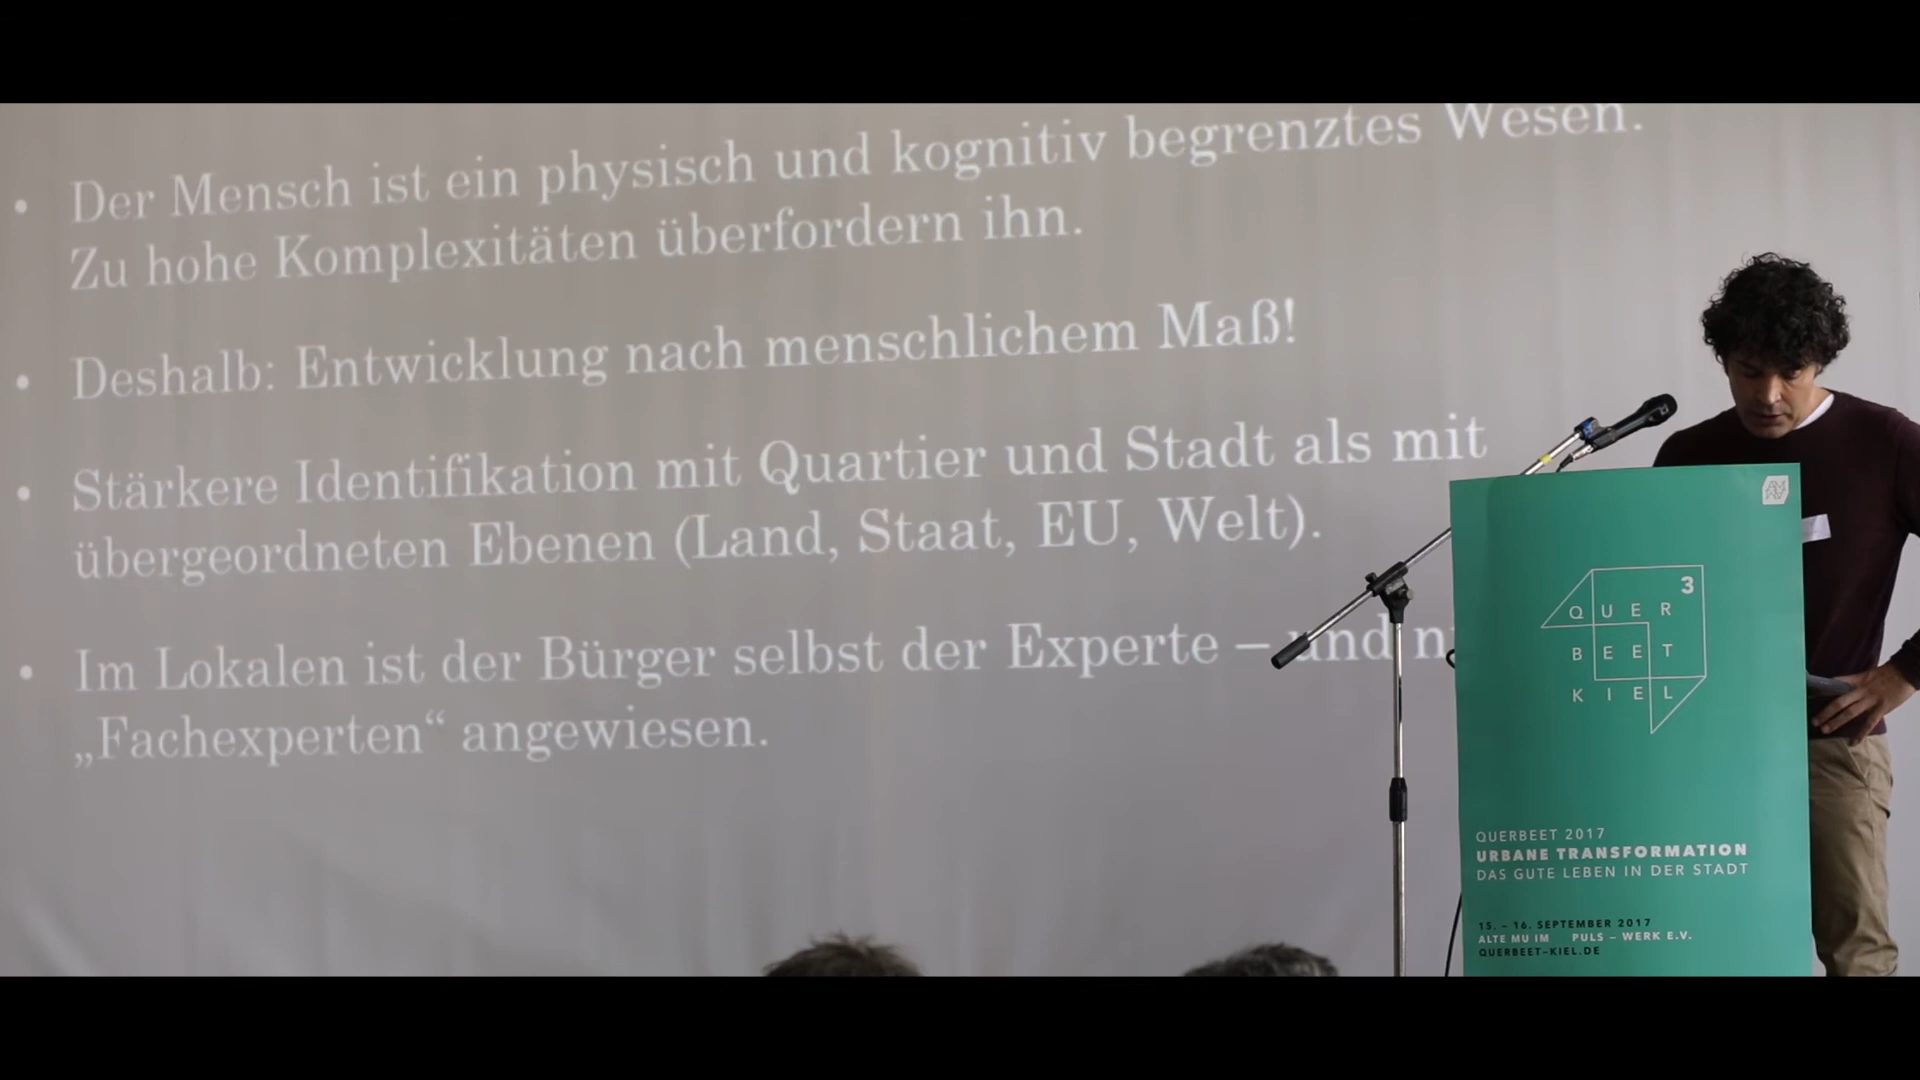 • Der Mensch ist ein physisch und kognitiv begrenztes Wesen.
Zu hohe Komplexitäten überfordern ihn.
• Deshalb: Entwicklung nach menschlichem Maß!
• Stärkere Identifikation mit Quartier und Stadt als mit
übergeordneten Ebenen (Land, Staat, EU, Welt).
• Im Lokalen ist der Bürger selbst der Experte – und
„Fachexperten“ angewiesen.
3
QUER
BEET
KIEL
QUERBEET 2017
URBANE TRANSFORMATION
DAS GUTE LEBEN IN DER STADT
15. – 16. SEPTEMBER 2017
ALTE MU IM PULS – WERK E.V.
QUERBEET-KIEL.DE